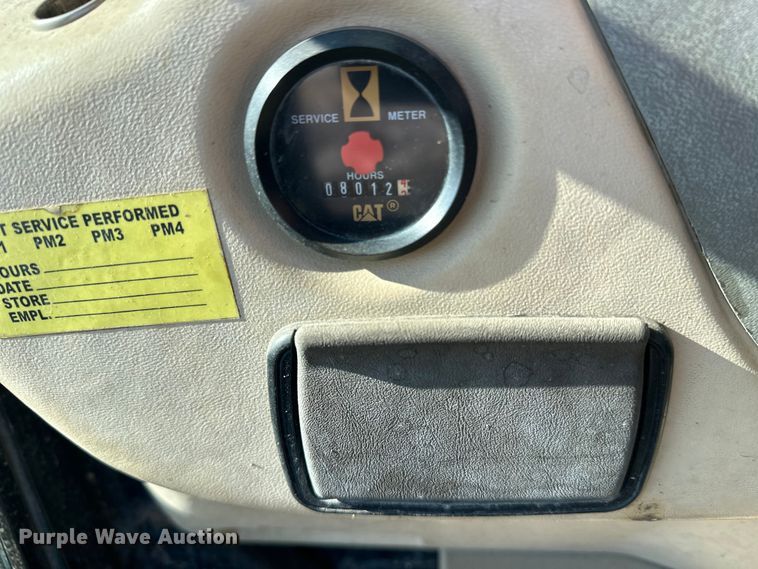 SERVICE METER
HOURS
08012
CAT ®
T SERVICE PERFORMED
1 PM2 PM3 PM4
OURS
DATE
STORE
EMPL.
Purple Wave Auction